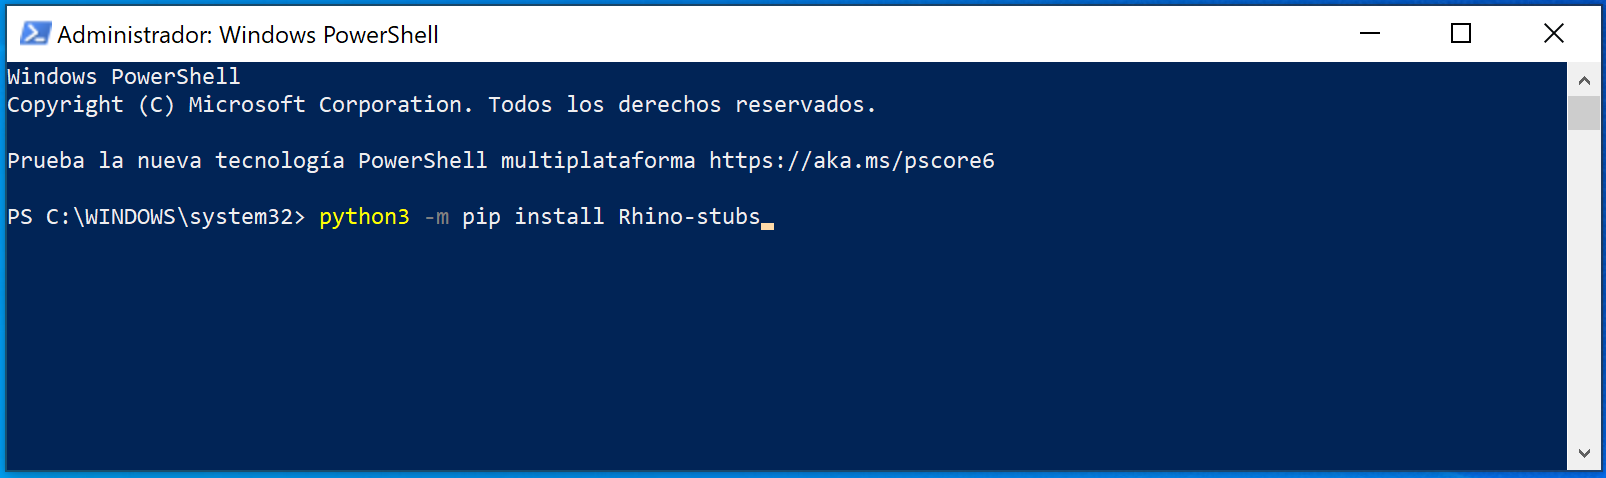 Administrador: Windows PowerShell
Windows PowerShell
Copyright (C) Microsoft Corporation. Todos los derechos reservados.
Prueba la nueva tecnología PowerShell multiplataforma https://aka.ms/pscore6
PS C:\WINDOWS\system32> python3 -m pip install Rhino-stubs